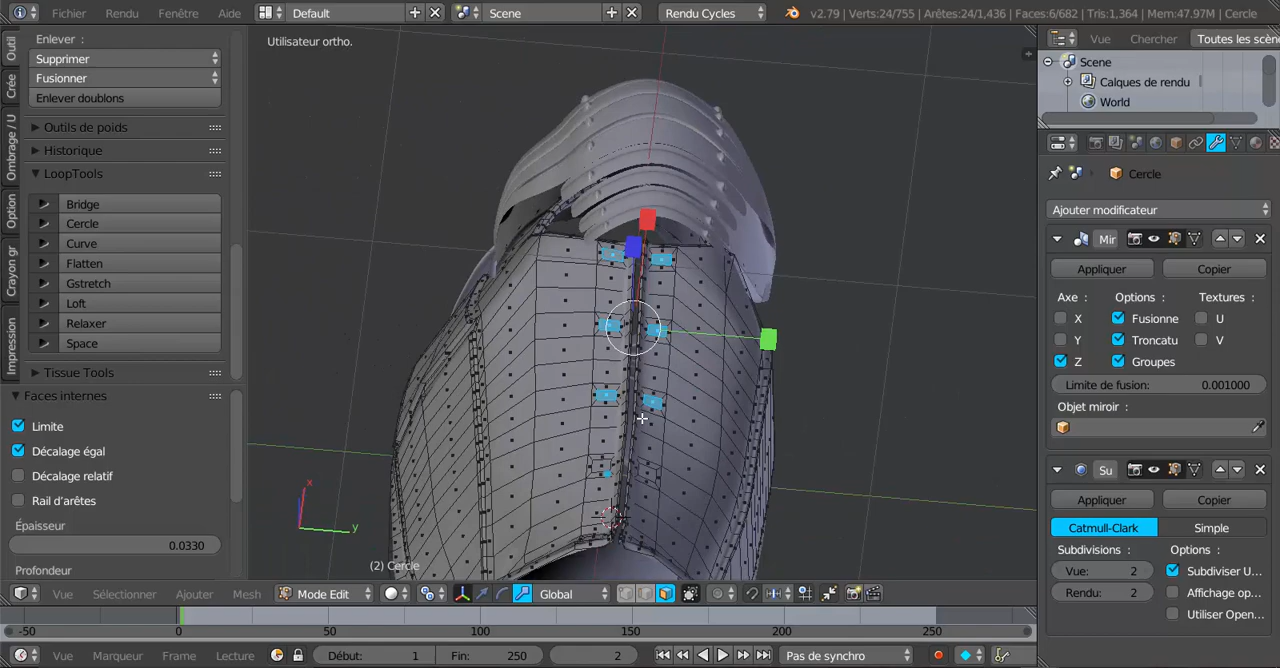 Fichier Rendu Fenêtre Aide Default Scene Rendu Cycles v2.79 | Verts:24/755 | Arêtes:24/1,436 | Faces:6/682 | Tris:1,364 | Mem:47.97M | Cercle
Outil
Crée
Ombrage / U
Option
Crayon gr
Impression
Enlever :
Supprimer
Fusionner
Enlever doublons
Outils de poids
Historique
LoopTools
Bridge
Cercle
Curve
Flatten
Gstretch
Loft
Relaxer
Space
Tissue Tools
Faces internes
Limite
Décalage égal
Décalage relatif
Rail d'arêtes
Épaisseur
0.0330
Profondeur
Utilisateur ortho.
x
y
(2) Cercle
Vue Sélectionner Ajouter Mesh Mode Edit Global
-50 0 50 100 150 200 250
Vue Marqueur Frame Lecture Début: 1 Fin: 250 2 Pas de synchro
Vue Chercher Toutes les scèn
Scene
Calques de rendu
World
Cercle
Ajouter modificateur
Mir
Appliquer Copier
Axe : Options : Textures :
X Fusionne U
Y Troncatu V
Z Groupes
Limite de fusion: 0.001000
Objet miroir :
Su
Appliquer Copier
Catmull-Clark Simple
Subdivisions : Options :
Vue: 2 Subdiviser U...
Rendu: 2 Affichage op...
Utiliser Open...